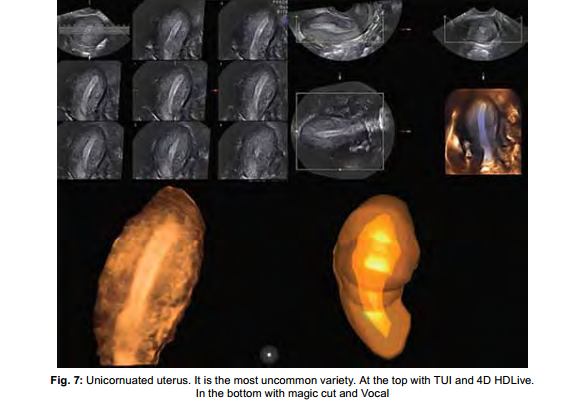 Fig. 7: Unicornuated uterus. It is the most uncommon variety. At the top with TUI and 4D HDLive.
In the bottom with magic cut and Vocal